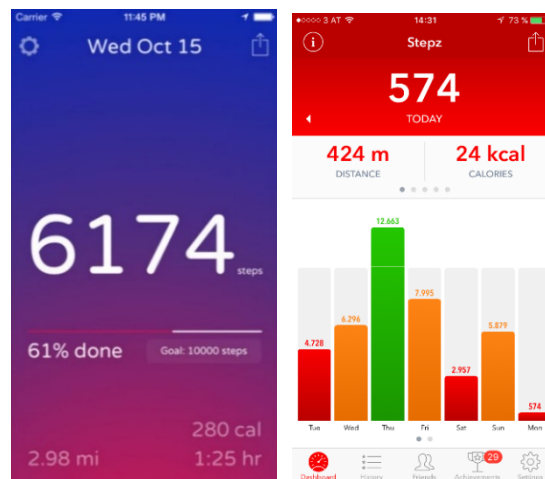 Carrier 11:45 PM
Wed Oct 15
6174 steps
61% done Goal: 10000 steps
280 cal
2.98 mi 1:25 hr
3 AT 14:31 73 %
Stepz
574
TODAY
424 m 24 kcal
DISTANCE CALORIES
12.663
7.995
6.296
5.879
4.728
2.957
574
Tue Wed Thu Fri Sat Sun Mon
29
Dashboard History Friends Achievements Settings